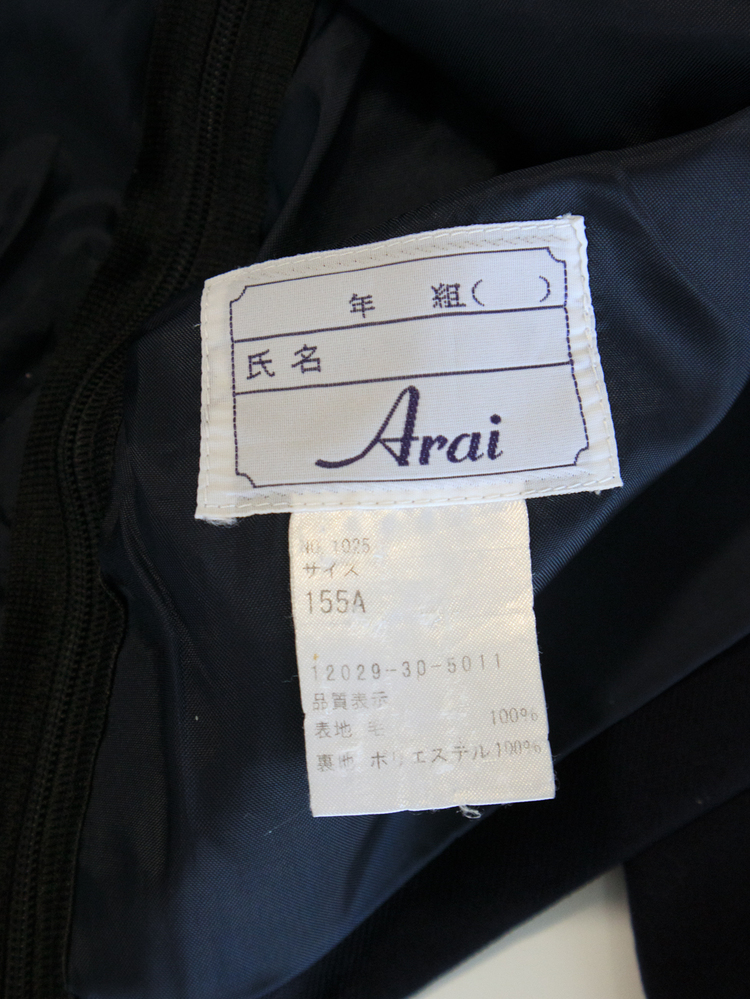 年 組( )
氏名
Arai
NO. 1025
サイズ
155A
12029-30-5011
品質表示
表地 毛 100%
裏地 ポリエステル100%